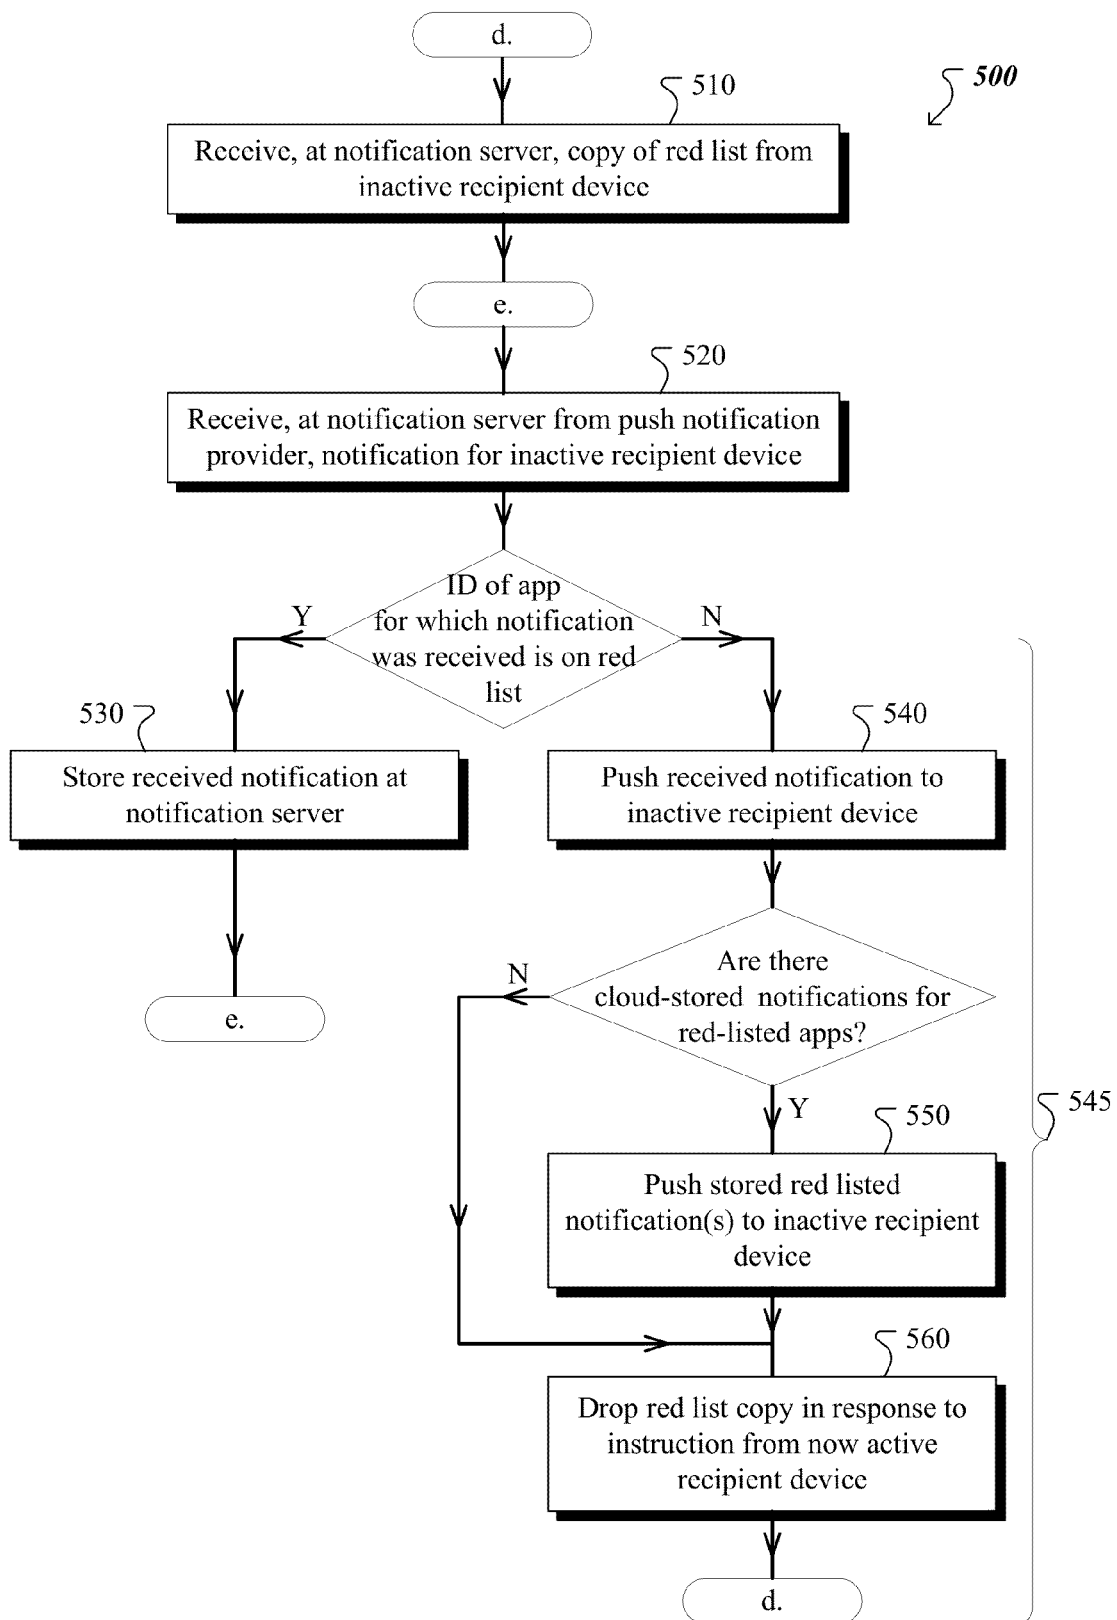 d.
500
510
Receive, at notification server, copy of red list from
inactive recipient device
e.
520
Receive, at notification server from push notification
provider, notification for inactive recipient device
ID of app
for which notification
was received is on red
list
Y
N
530
Store received notification at
notification server
540
Push received notification to
inactive recipient device
e.
Are there
cloud-stored notifications for
red-listed apps?
N
Y
545
550
Push stored red listed
notification(s) to inactive recipient
device
560
Drop red list copy in response to
instruction from now active
recipient device
d.